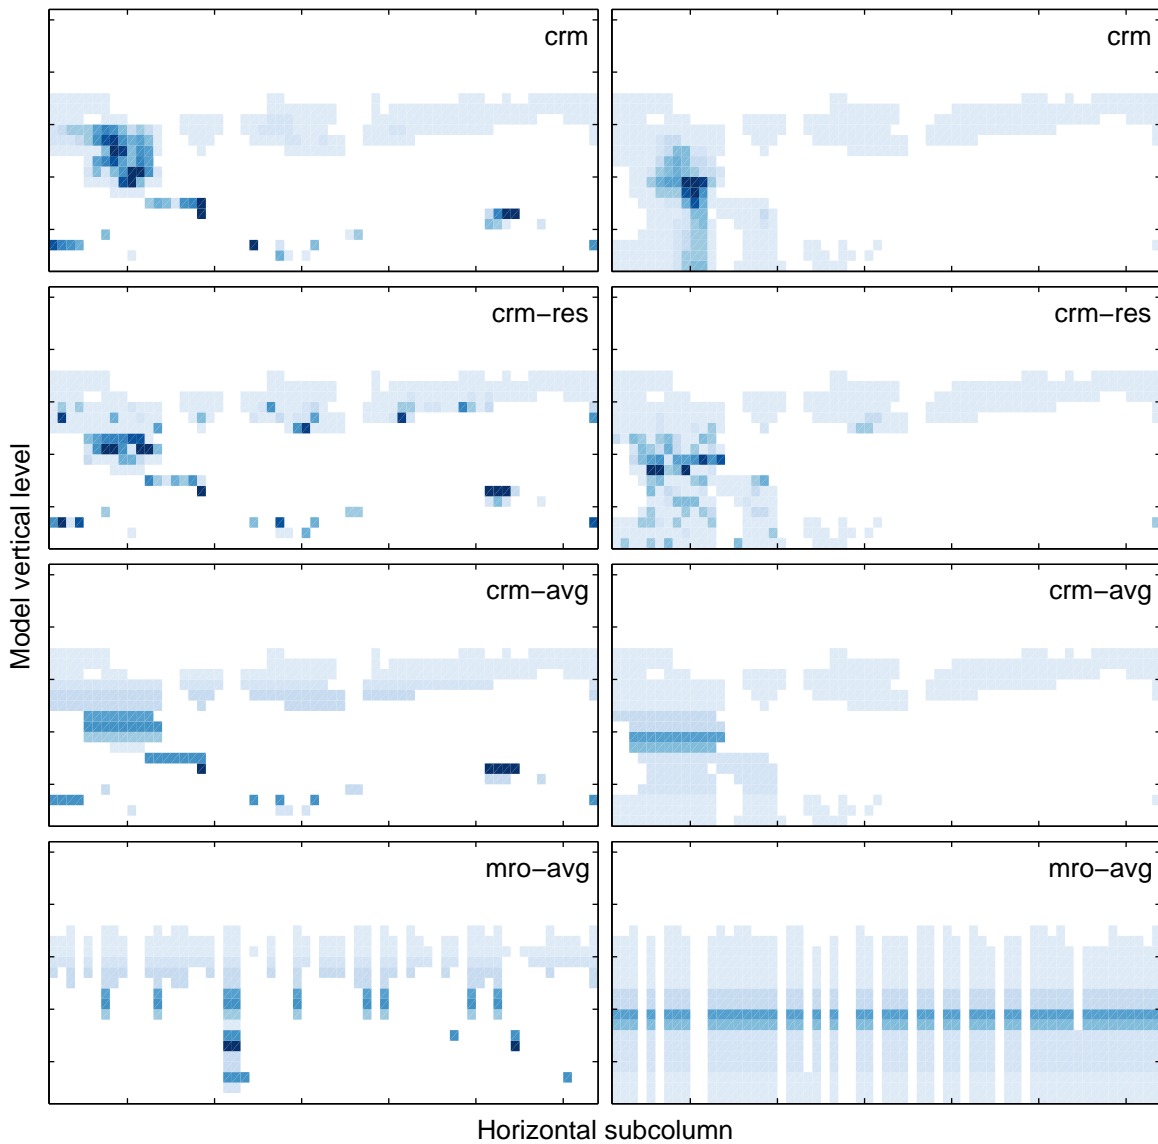 crm
crm
crm−res
crm−res
crm−avg
crm−avg
mro−avg
mro−avg
Model vertical level
Horizontal subcolumn